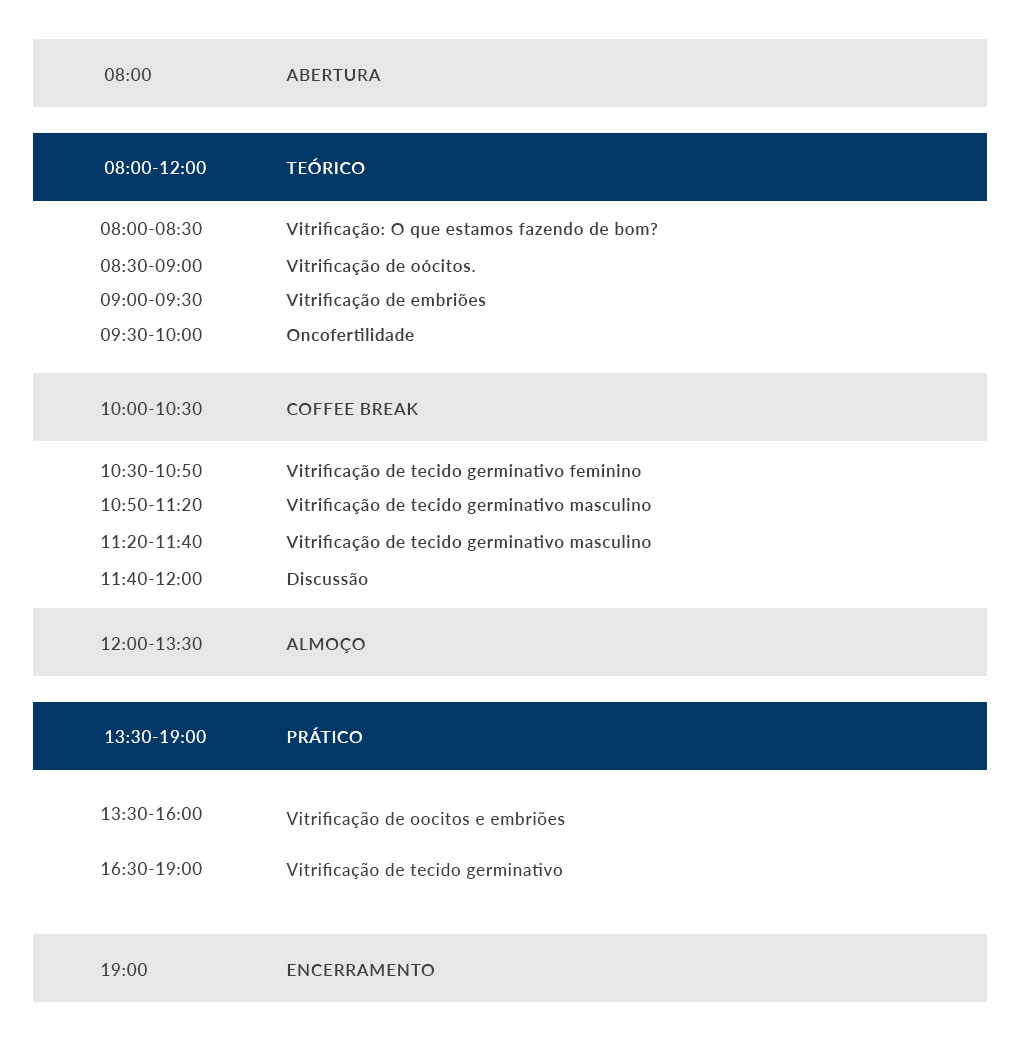 08:00 ABERTURA
08:00-12:00 TEÓRICO
08:00-08:30 Vitrificação: O que estamos fazendo de bom?
08:30-09:00 Vitrificação de oócitos.
09:00-09:30 Vitrificação de embriões
09:30-10:00 Oncofertilidade
10:00-10:30 COFFEE BREAK
10:30-10:50 Vitrificação de tecido germinativo feminino
10:50-11:20 Vitrificação de tecido germinativo masculino
11:20-11:40 Vitrificação de tecido germinativo masculino
11:40-12:00 Discussão
12:00-13:30 ALMOÇO
13:30-19:00 PRÁTICO
13:30-16:00 Vitrificação de oocitos e embriões
16:30-19:00 Vitrificação de tecido germinativo
19:00 ENCERRAMENTO